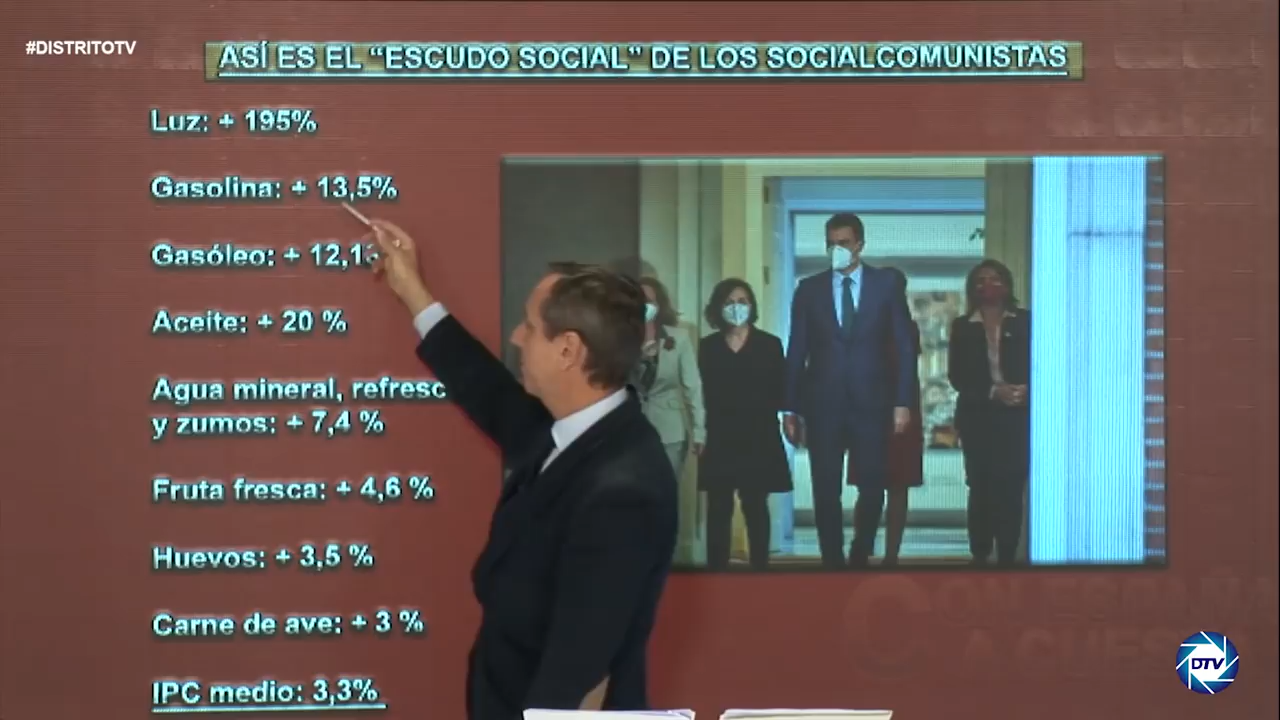 #DISTRITOTV
ASÍ ES EL “ESCUDO SOCIAL” DE LOS SOCIALCOMUNISTAS
Luz: + 195%
Gasolina: + 13,5%
Gasóleo: + 12,1
Aceite: + 20 %
Agua mineral, refresc
y zumos: + 7,4 %
Fruta fresca: + 4,6 %
Huevos: + 3,5 %
Carne de ave: + 3 %
IPC medio: 3,3%
DTV